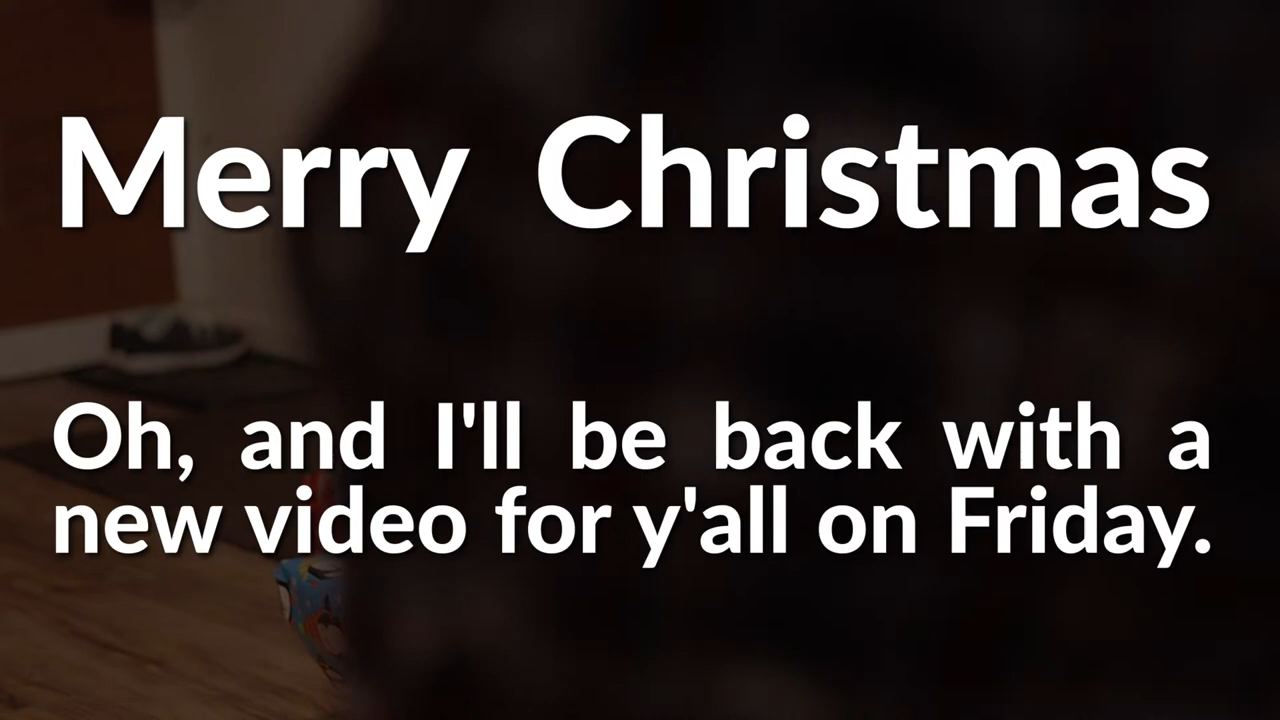 Merry Christmas
Oh, and I'll be back with a
new video for y'all on Friday.